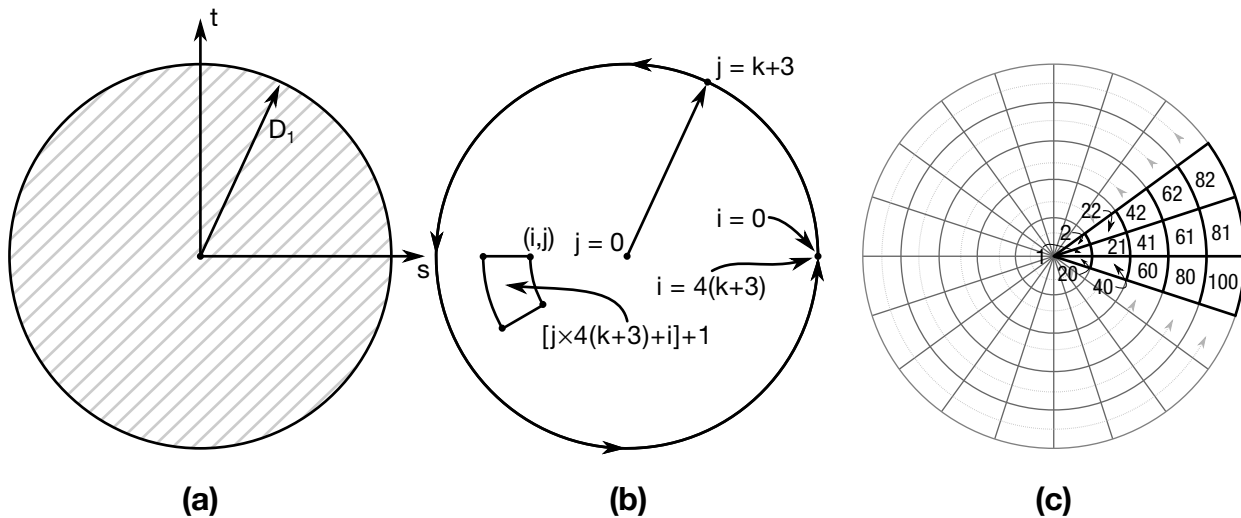 t
D1
s
(a)
j = k+3
i = 0
(i,j)
j = 0
i = 4(k+3)
[j×4(k+3)+i]+1
(b)
82
62
22 42
2
1 21 41 61 81
20 40 60 80 100
(c)